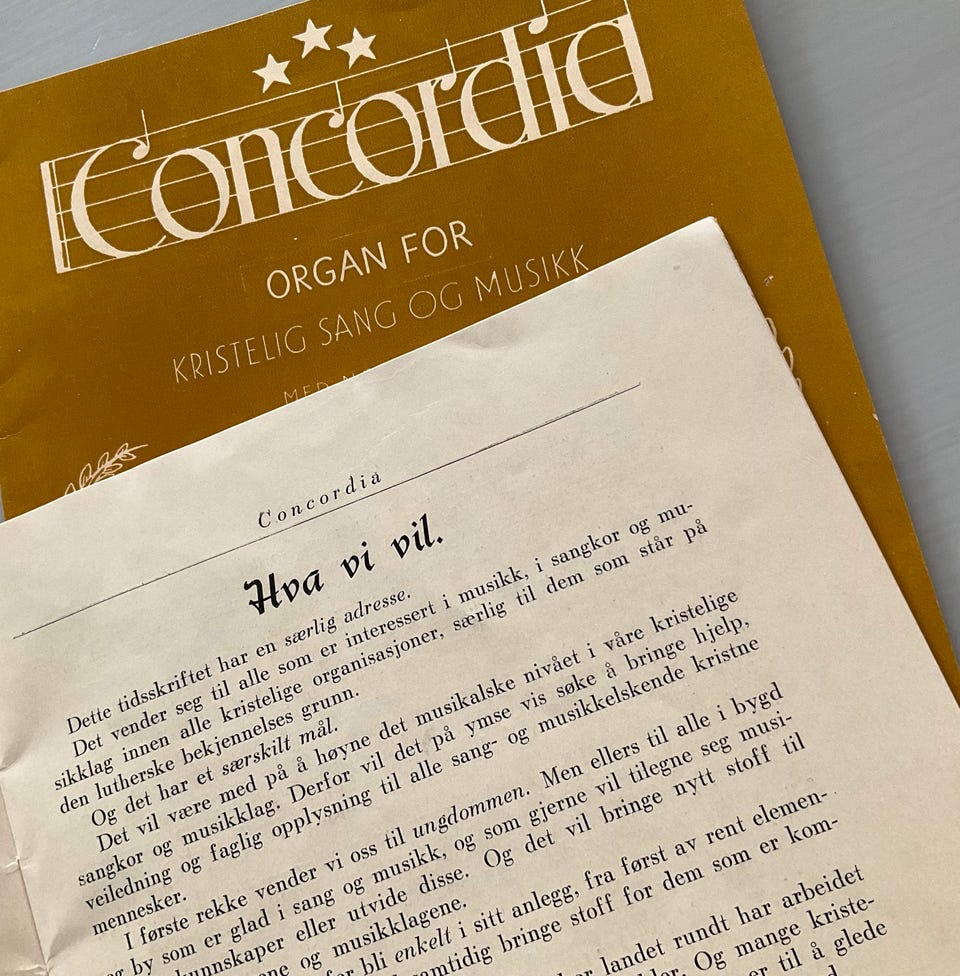 Concordia
ORGAN FOR
KRISTELIG SANG OG MUSIKK
MED
Concordia
Hva vi vil.
Dette tidsskriftet har en særlig adresse.
Det vender seg til alle som er interessert i musikk, i sangkor og mu-
sikklag innen alle kristelige organisasjoner, særlig til dem som står på
den lutherske bekjennelses grunn.
Og det har et særskilt mål.
Det vil være med på å høyne det musikalske nivået i våre kristelige
sangkor og musikklag. Derfor vil det på ymse vis søke å bringe hjelp,
veiledning og faglig opplysning til alle sang- og musikkelskende kristne
mennesker.
I første rekke vender vi oss til ungdommen. Men ellers til alle i bygd
og by som er glad i sang og musikk, og som gjerne vil tilegne seg musi-
kunnskaper eller utvide disse. Og det vil bringe nytt stoff til
og musikklagene.
bli enkelt i sitt anlegg, fra først av rent elemen-
samtidig bringe stoff for dem som er kom-
landet rundt har arbeidet
Og mange kriste-
er til å glede